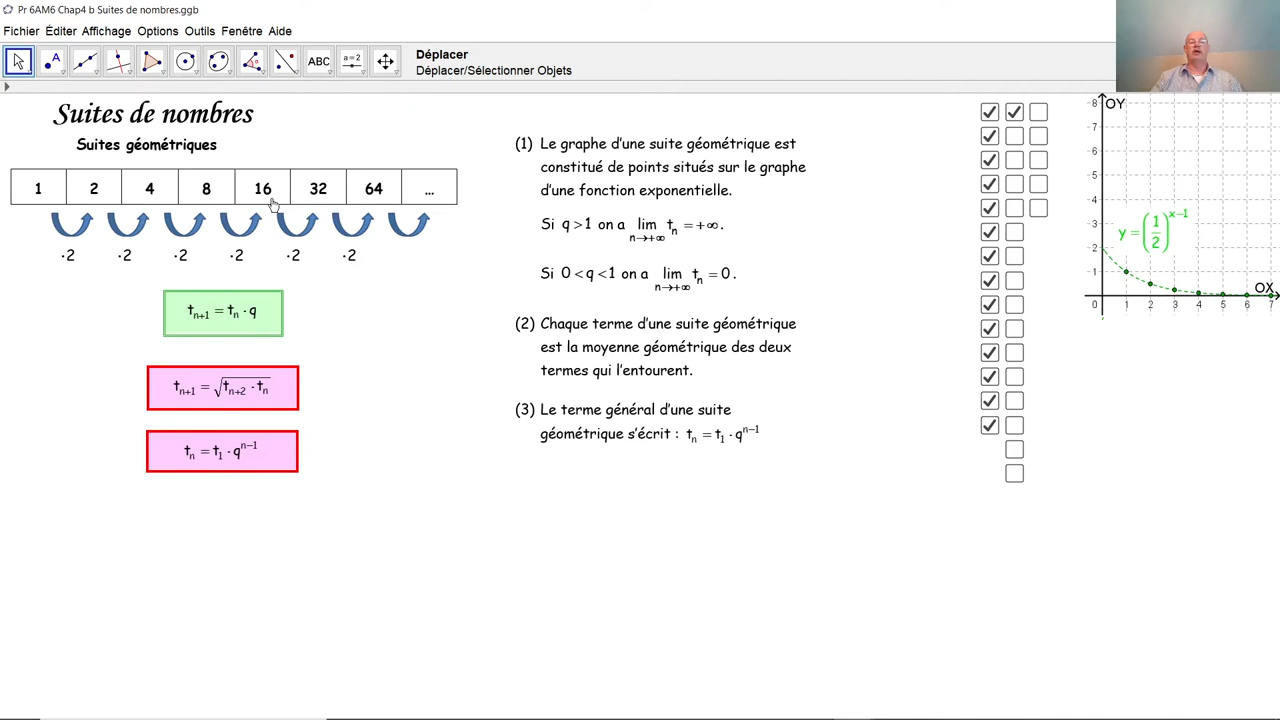 Pr 6AM6 Chap4 b Suites de nombres.ggb
Fichier Éditer Affichage Options Outils Fenêtre Aide
A ABC a=2
Déplacer
Déplacer/Sélectionner Objets
Suites de nombres
Suites géométriques
1 2 4 8 16 32 64 ...
·2 ·2 ·2 ·2 ·2 ·2
tₙ₊₁ = tₙ · q
tₙ₊₁ = √(tₙ₊₂ · tₙ)
tₙ = t₁ · qⁿ⁻¹
(1) Le graphe d'une suite géométrique est
constitué de points situés sur le graphe
d'une fonction exponentielle.
Si q > 1 on a lim tₙ = +∞.
n→+∞
Si 0 < q < 1 on a lim tₙ = 0.
n→+∞
(2) Chaque terme d'une suite géométrique
est la moyenne géométrique des deux
termes qui l'entourent.
(3) Le terme général d'une suite
géométrique s'écrit : tₙ = t₁ · qⁿ⁻¹
8 OY
7
6
5
4
3
y = (1/2)^(x−1)
2
1
OX
0 1 2 3 4 5 6 7